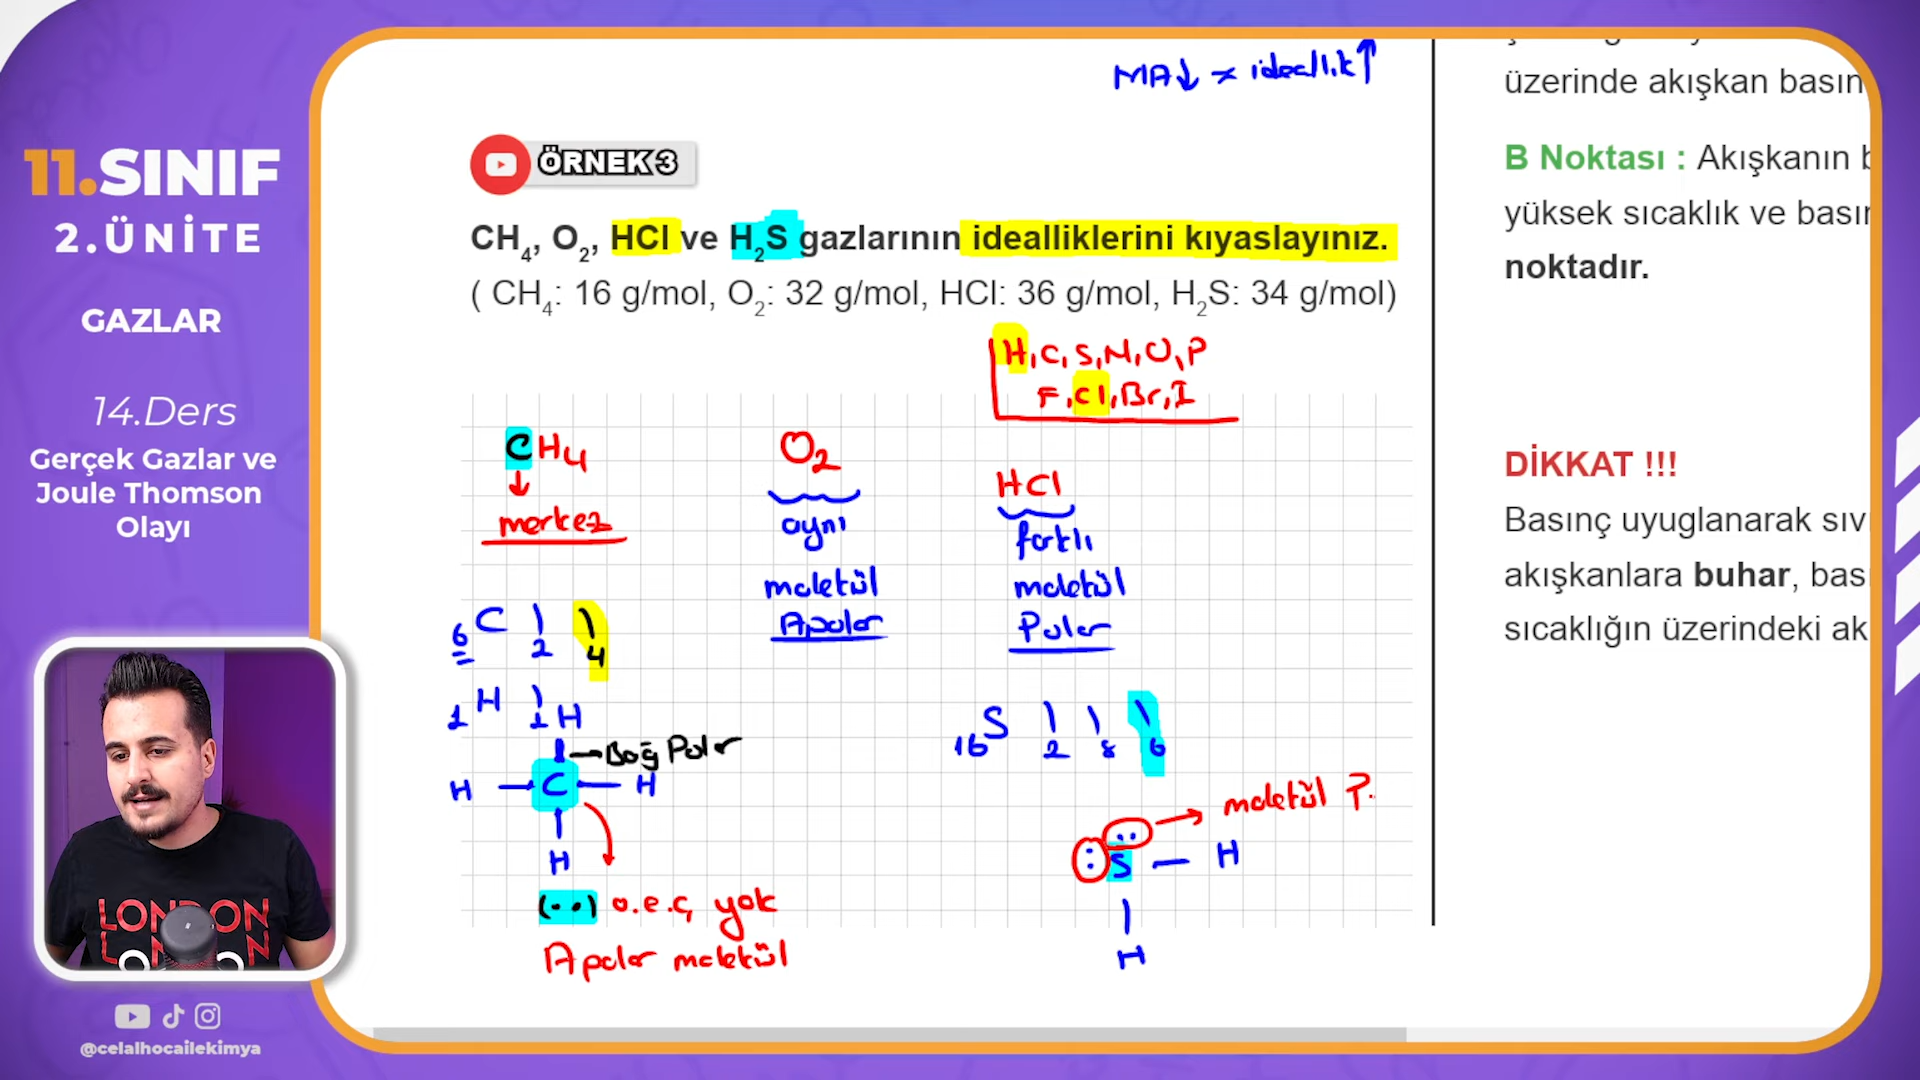 11.SINIF
2.ÜNİTE
GAZLAR
14.Ders
Gerçek Gazlar ve
Joule Thomson
Olayı
@celalhocailekimya
MA↓ ≈ ideallik↑
ÖRNEK 3
CH4, O2, HCl ve H2S gazlarının idealliklerini kıyaslayınız.
( CH4: 16 g/mol, O2: 32 g/mol, HCl: 36 g/mol, H2S: 34 g/mol)
H, C, S, N, O, P
F, Cl, Br, I
CH4
merkez
6C ) )
2 4
1H )
1
H
H — C — H
→ Bağ Polar
H
(··) o.e.ç yok
Apolar molekül
O2
aynı
molekül
Apolar
HCl
farklı
molekül
Polar
16S ) ) )
2 8 6
→ molekül P.
:S — H
H
LONDON
üzerinde akışkan basın
B Noktası : Akışkanın b
yüksek sıcaklık ve basın
noktadır.
DİKKAT !!!
Basınç uyuglanarak sıv
akışkanlara buhar, bas
sıcaklığın üzerindeki ak